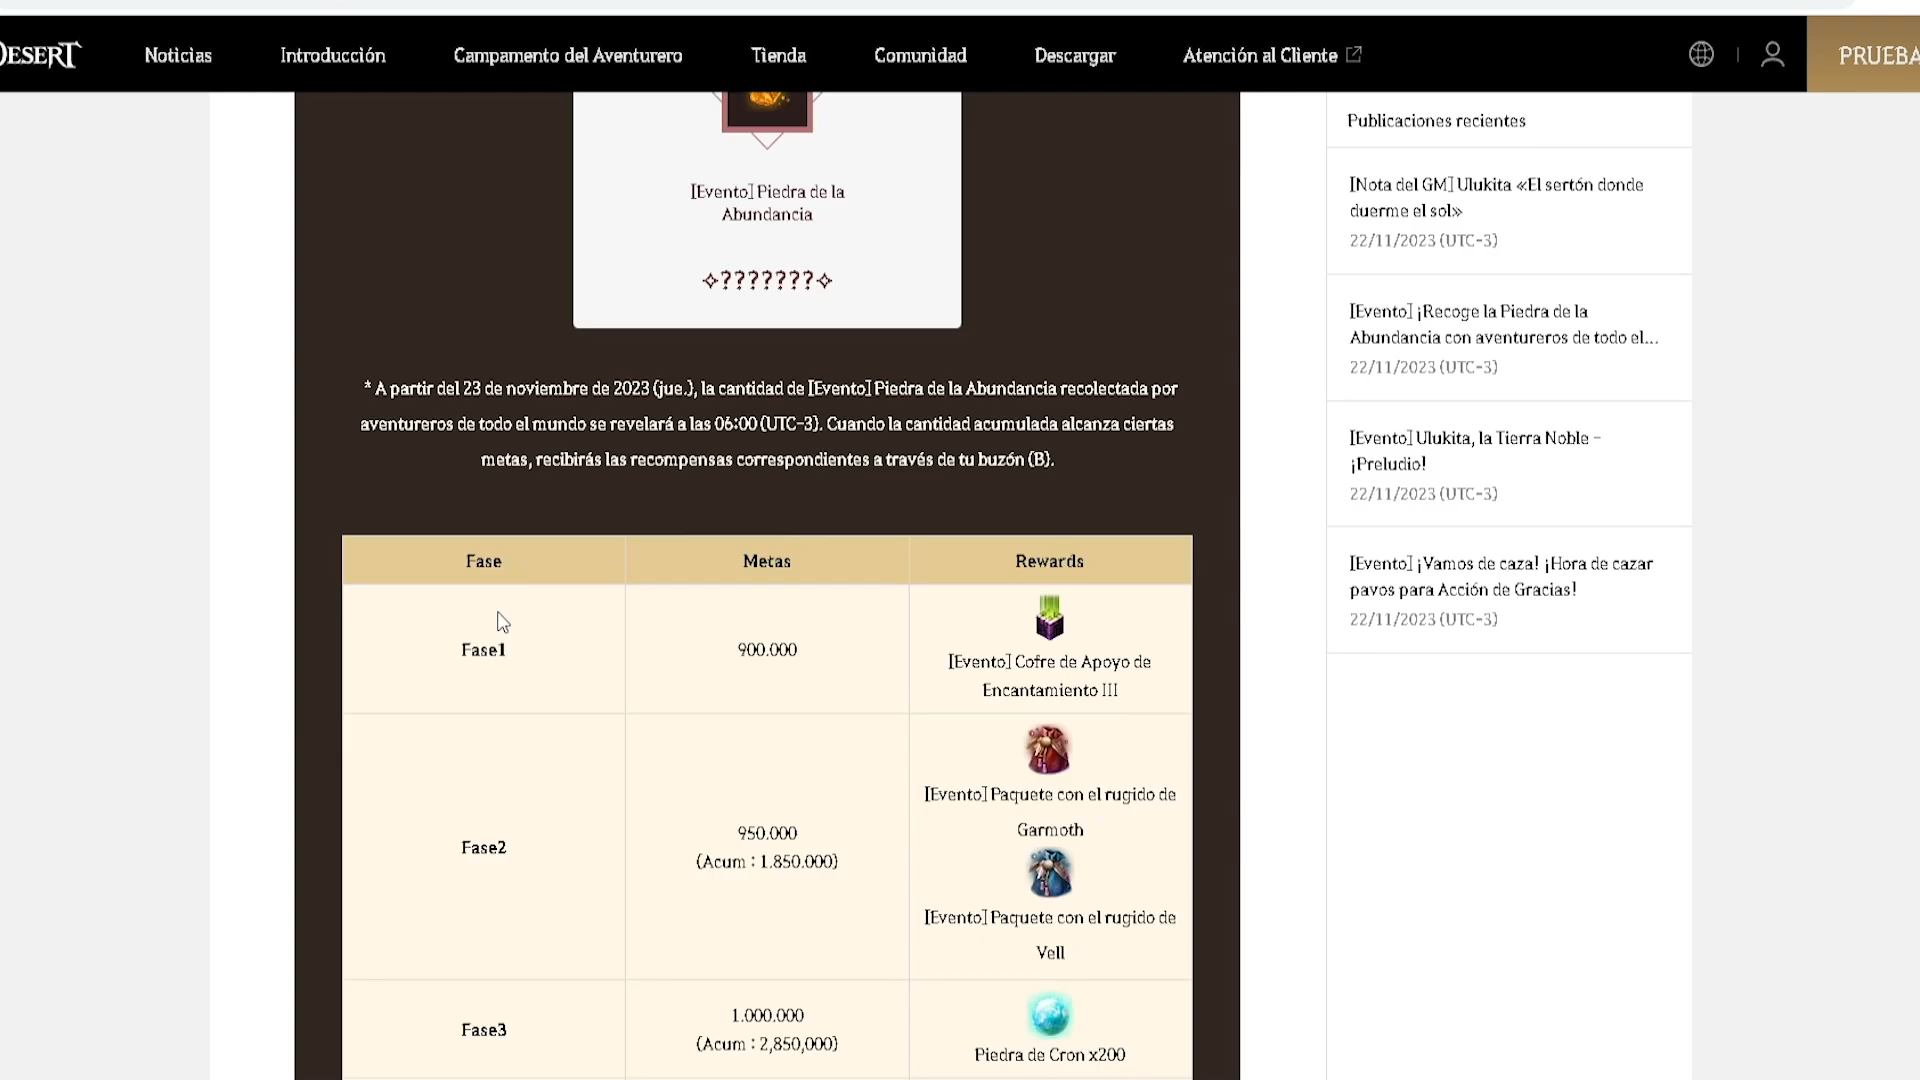 DESERT
Noticias
Introducción
Campamento del Aventurero
Tienda
Comunidad
Descargar
Atención al Cliente
PRUEBA
[Evento] Piedra de la
Abundancia
✧???????✧
* A partir del 23 de noviembre de 2023 (jue.), la cantidad de [Evento] Piedra de la Abundancia recolectada por
aventureros de todo el mundo se revelará a las 06:00 (UTC-3). Cuando la cantidad acumulada alcanza ciertas
metas, recibirás las recompensas correspondientes a través de tu buzón (B).
Fase
Metas
Rewards
Fase1
900.000
[Evento] Cofre de Apoyo de
Encantamiento III
Fase2
950.000
(Acum : 1.850.000)
[Evento] Paquete con el rugido de
Garmoth
[Evento] Paquete con el rugido de
Vell
Fase3
1.000.000
(Acum : 2,850,000)
Piedra de Cron x200
Publicaciones recientes
[Nota del GM] Ulukita «El sertón donde
duerme el sol»
22/11/2023 (UTC-3)
[Evento] ¡Recoge la Piedra de la
Abundancia con aventureros de todo el...
22/11/2023 (UTC-3)
[Evento] Ulukita, la Tierra Noble -
¡Preludio!
22/11/2023 (UTC-3)
[Evento] ¡Vamos de caza! ¡Hora de cazar
pavos para Acción de Gracias!
22/11/2023 (UTC-3)